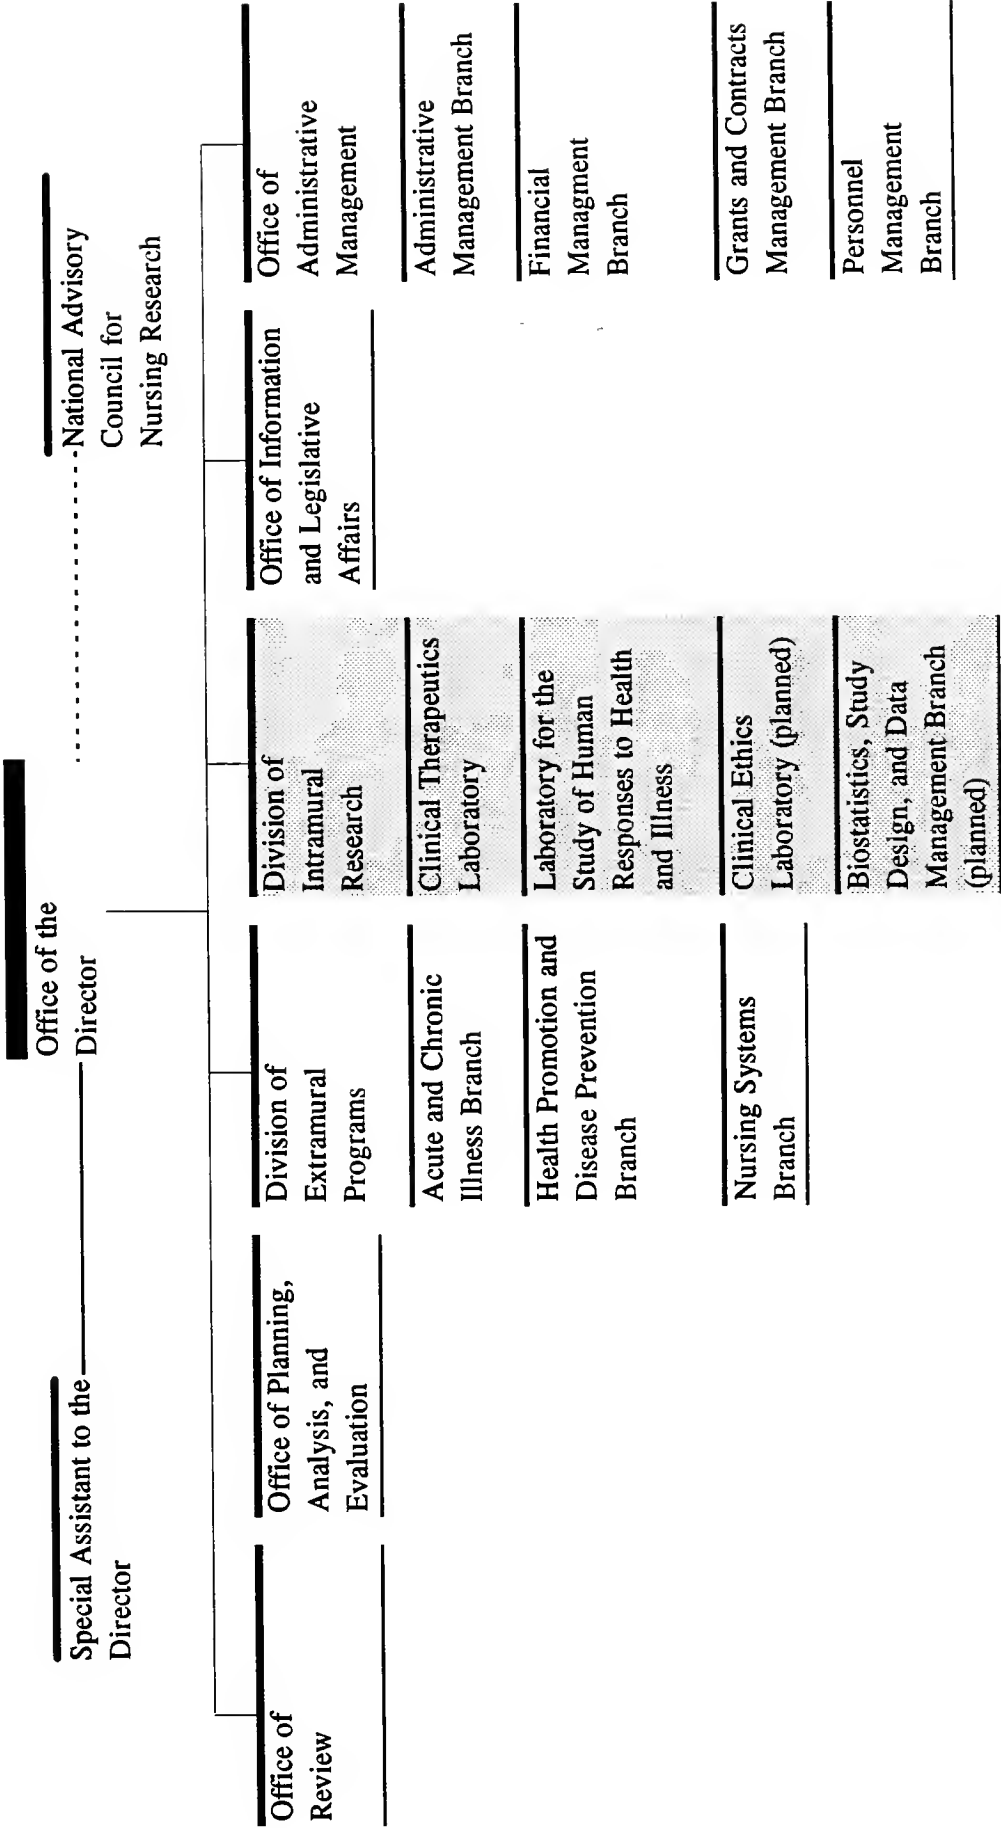 Office of the
Director
Special Assistant to the
Director
National Advisory
Council for
Nursing Research
Office of
Review
Office of Planning,
Analysis, and
Evaluation
Division of
Extramural
Programs
Acute and Chronic
Illness Branch
Health Promotion and
Disease Prevention
Branch
Nursing Systems
Branch
Division of
Intramural
Research
Clinical Therapeutics
Laboratory
Laboratory for the
Study of Human
Responses to Health
and Illness
Clinical Ethics
Laboratory (planned)
Biostatistics, Study
Design, and Data
Management Branch
(planned)
Office of Information
and Legislative
Affairs
Office of
Administrative
Management
Administrative
Management Branch
Financial
Managment
Branch
Grants and Contracts
Management Branch
Personnel
Management
Branch